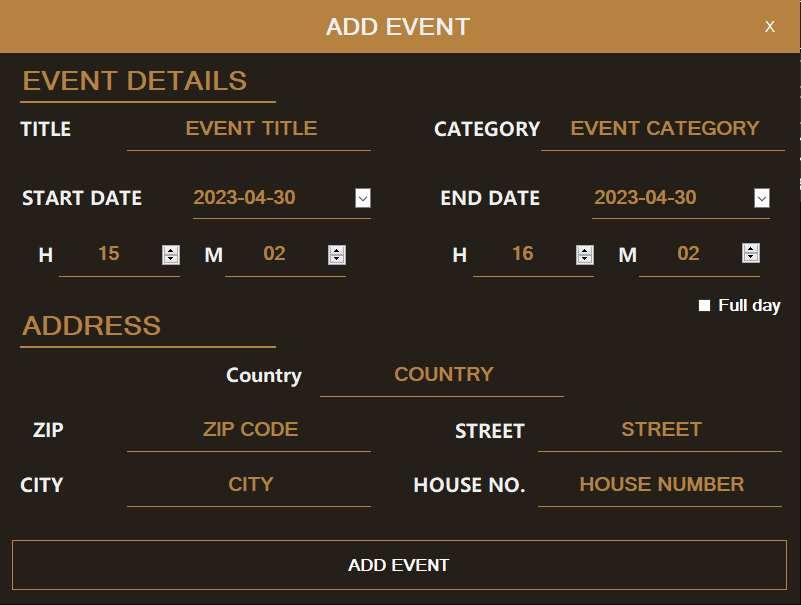 ADD EVENT X
EVENT DETAILS
TITLE EVENT TITLE CATEGORY EVENT CATEGORY
START DATE 2023-04-30 END DATE 2023-04-30
H 15 M 02 H 16 M 02
Full day
ADDRESS
Country COUNTRY
ZIP ZIP CODE STREET STREET
CITY CITY HOUSE NO. HOUSE NUMBER
ADD EVENT